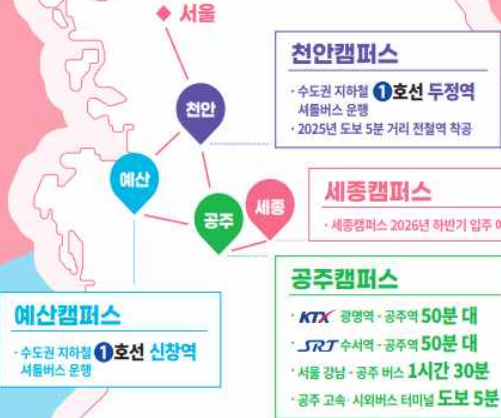 서울
천안캠퍼스
· 수도권 지하철 1호선 두정역
셔틀버스 운행
· 2025년 도보 5분 거리 전철역 착공
천안
예산
공주
세종
세종캠퍼스
· 세종캠퍼스 2026년 하반기 입주 예
공주캠퍼스
· KTX 광명역 - 공주역 50분 대
· SRT 수서역 - 공주역 50분 대
· 서울 강남 - 공주 버스 1시간 30분
· 공주 고속·시외버스 터미널 도보 5분
예산캠퍼스
· 수도권 지하철 1호선 신창역
셔틀버스 운행